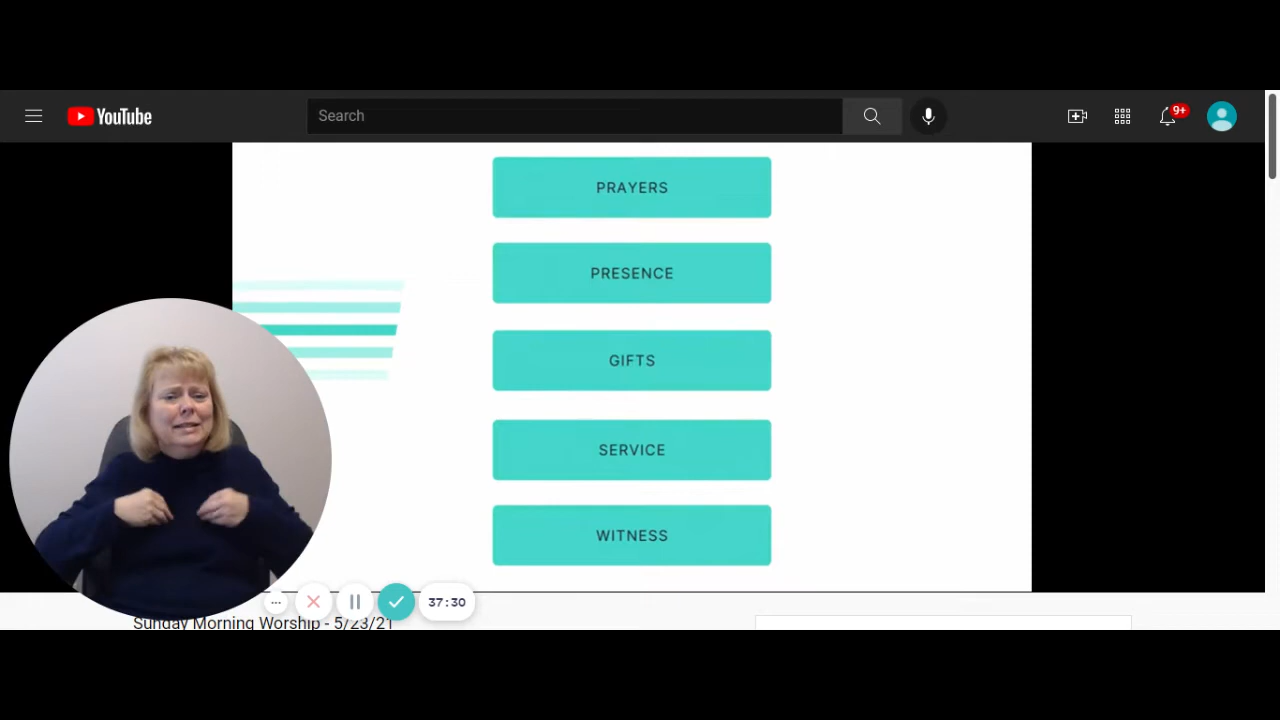 YouTube
Search
9+
PRAYERS
PRESENCE
GIFTS
SERVICE
WITNESS
37:30
Sunday Morning Worship - 5/23/21